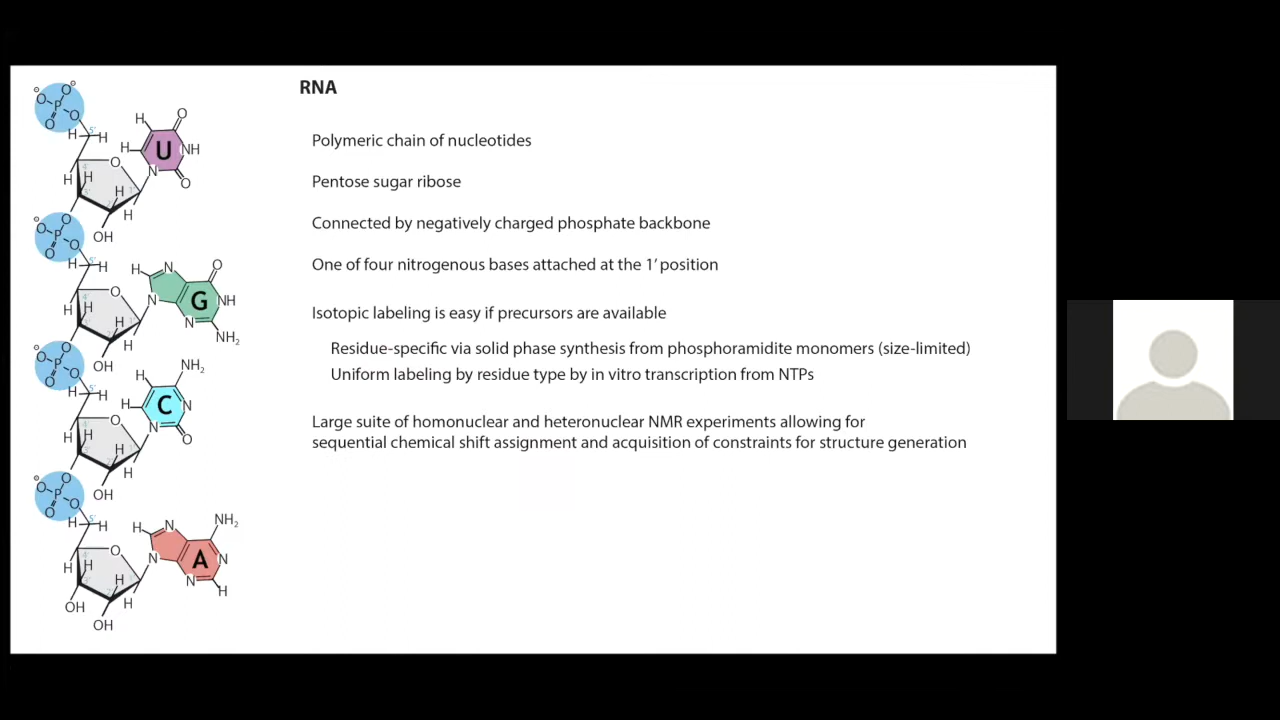 RNA
Polymeric chain of nucleotides
Pentose sugar ribose
Connected by negatively charged phosphate backbone
One of four nitrogenous bases attached at the 1’ position
Isotopic labeling is easy if precursors are available
Residue-specific via solid phase synthesis from phosphoramidite monomers (size-limited)
Uniform labeling by residue type by in vitro transcription from NTPs
Large suite of homonuclear and heteronuclear NMR experiments allowing for
sequential chemical shift assignment and acquisition of constraints for structure generation
U
G
C
A